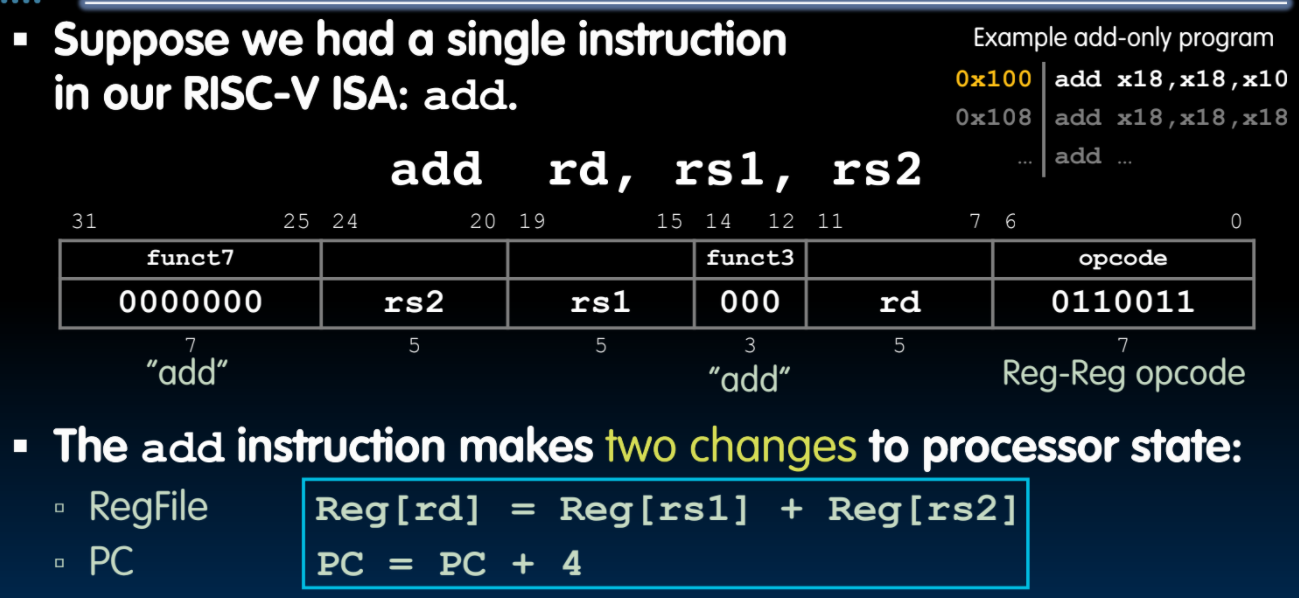 ▪ Suppose we had a single instruction
in our RISC-V ISA: add.
Example add-only program
0x100 add x18,x18,x10
0x108 add x18,x18,x18
… add …
add rd, rs1, rs2
31 25 24 20 19 15 14 12 11 7 6 0
funct7 funct3 opcode
0000000 rs2 rs1 000 rd 0110011
7 5 5 3 5 7
"add" "add" Reg-Reg opcode
▪ The add instruction makes two changes to processor state:
▫ RegFile Reg[rd] = Reg[rs1] + Reg[rs2]
▫ PC PC = PC + 4